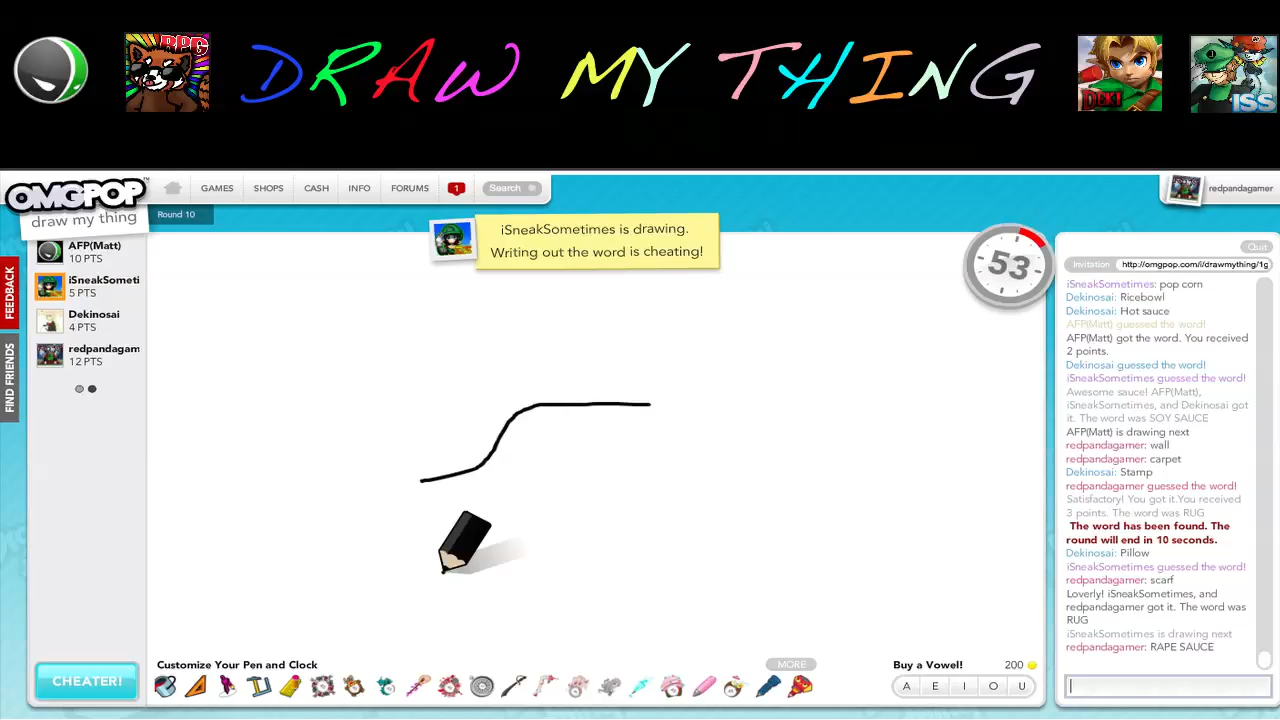 RPG
DRAW MY THING
DEKI
ISS
OMGPOP™
GAMES
SHOPS
CASH
INFO
FORUMS
1
Search
redpandagamer
draw my thing
Round 10
iSneakSometimes is drawing.
Writing out the word is cheating!
53
FEEDBACK
FIND FRIENDS
AFP(Matt)
10 PTS
iSneakSometi
5 PTS
Dekinosai
4 PTS
redpandagam
12 PTS
CHEATER!
Customize Your Pen and Clock
MORE
Buy a Vowel!
200
A E I O U
Quit
Invitation
http://omgpop.com/i/drawmything/1g
iSneakSometimes: pop corn
Dekinosai: Ricebowl
Dekinosai: Hot sauce
AFP(Matt) guessed the word!
AFP(Matt) got the word. You received
2 points.
Dekinosai guessed the word!
iSneakSometimes guessed the word!
Awesome sauce! AFP(Matt),
iSneakSometimes, and Dekinosai got
it. The word was SOY SAUCE
AFP(Matt) is drawing next
redpandagamer: wall
redpandagamer: carpet
Dekinosai: Stamp
redpandagamer guessed the word!
Satisfactory! You got it.You received
3 points. The word was RUG
The word has been found. The
round will end in 10 seconds.
Dekinosai: Pillow
iSneakSometimes guessed the word!
redpandagamer: scarf
Loverly! iSneakSometimes, and
redpandagamer got it. The word was
RUG
iSneakSometimes is drawing next
redpandagamer: RAPE SAUCE